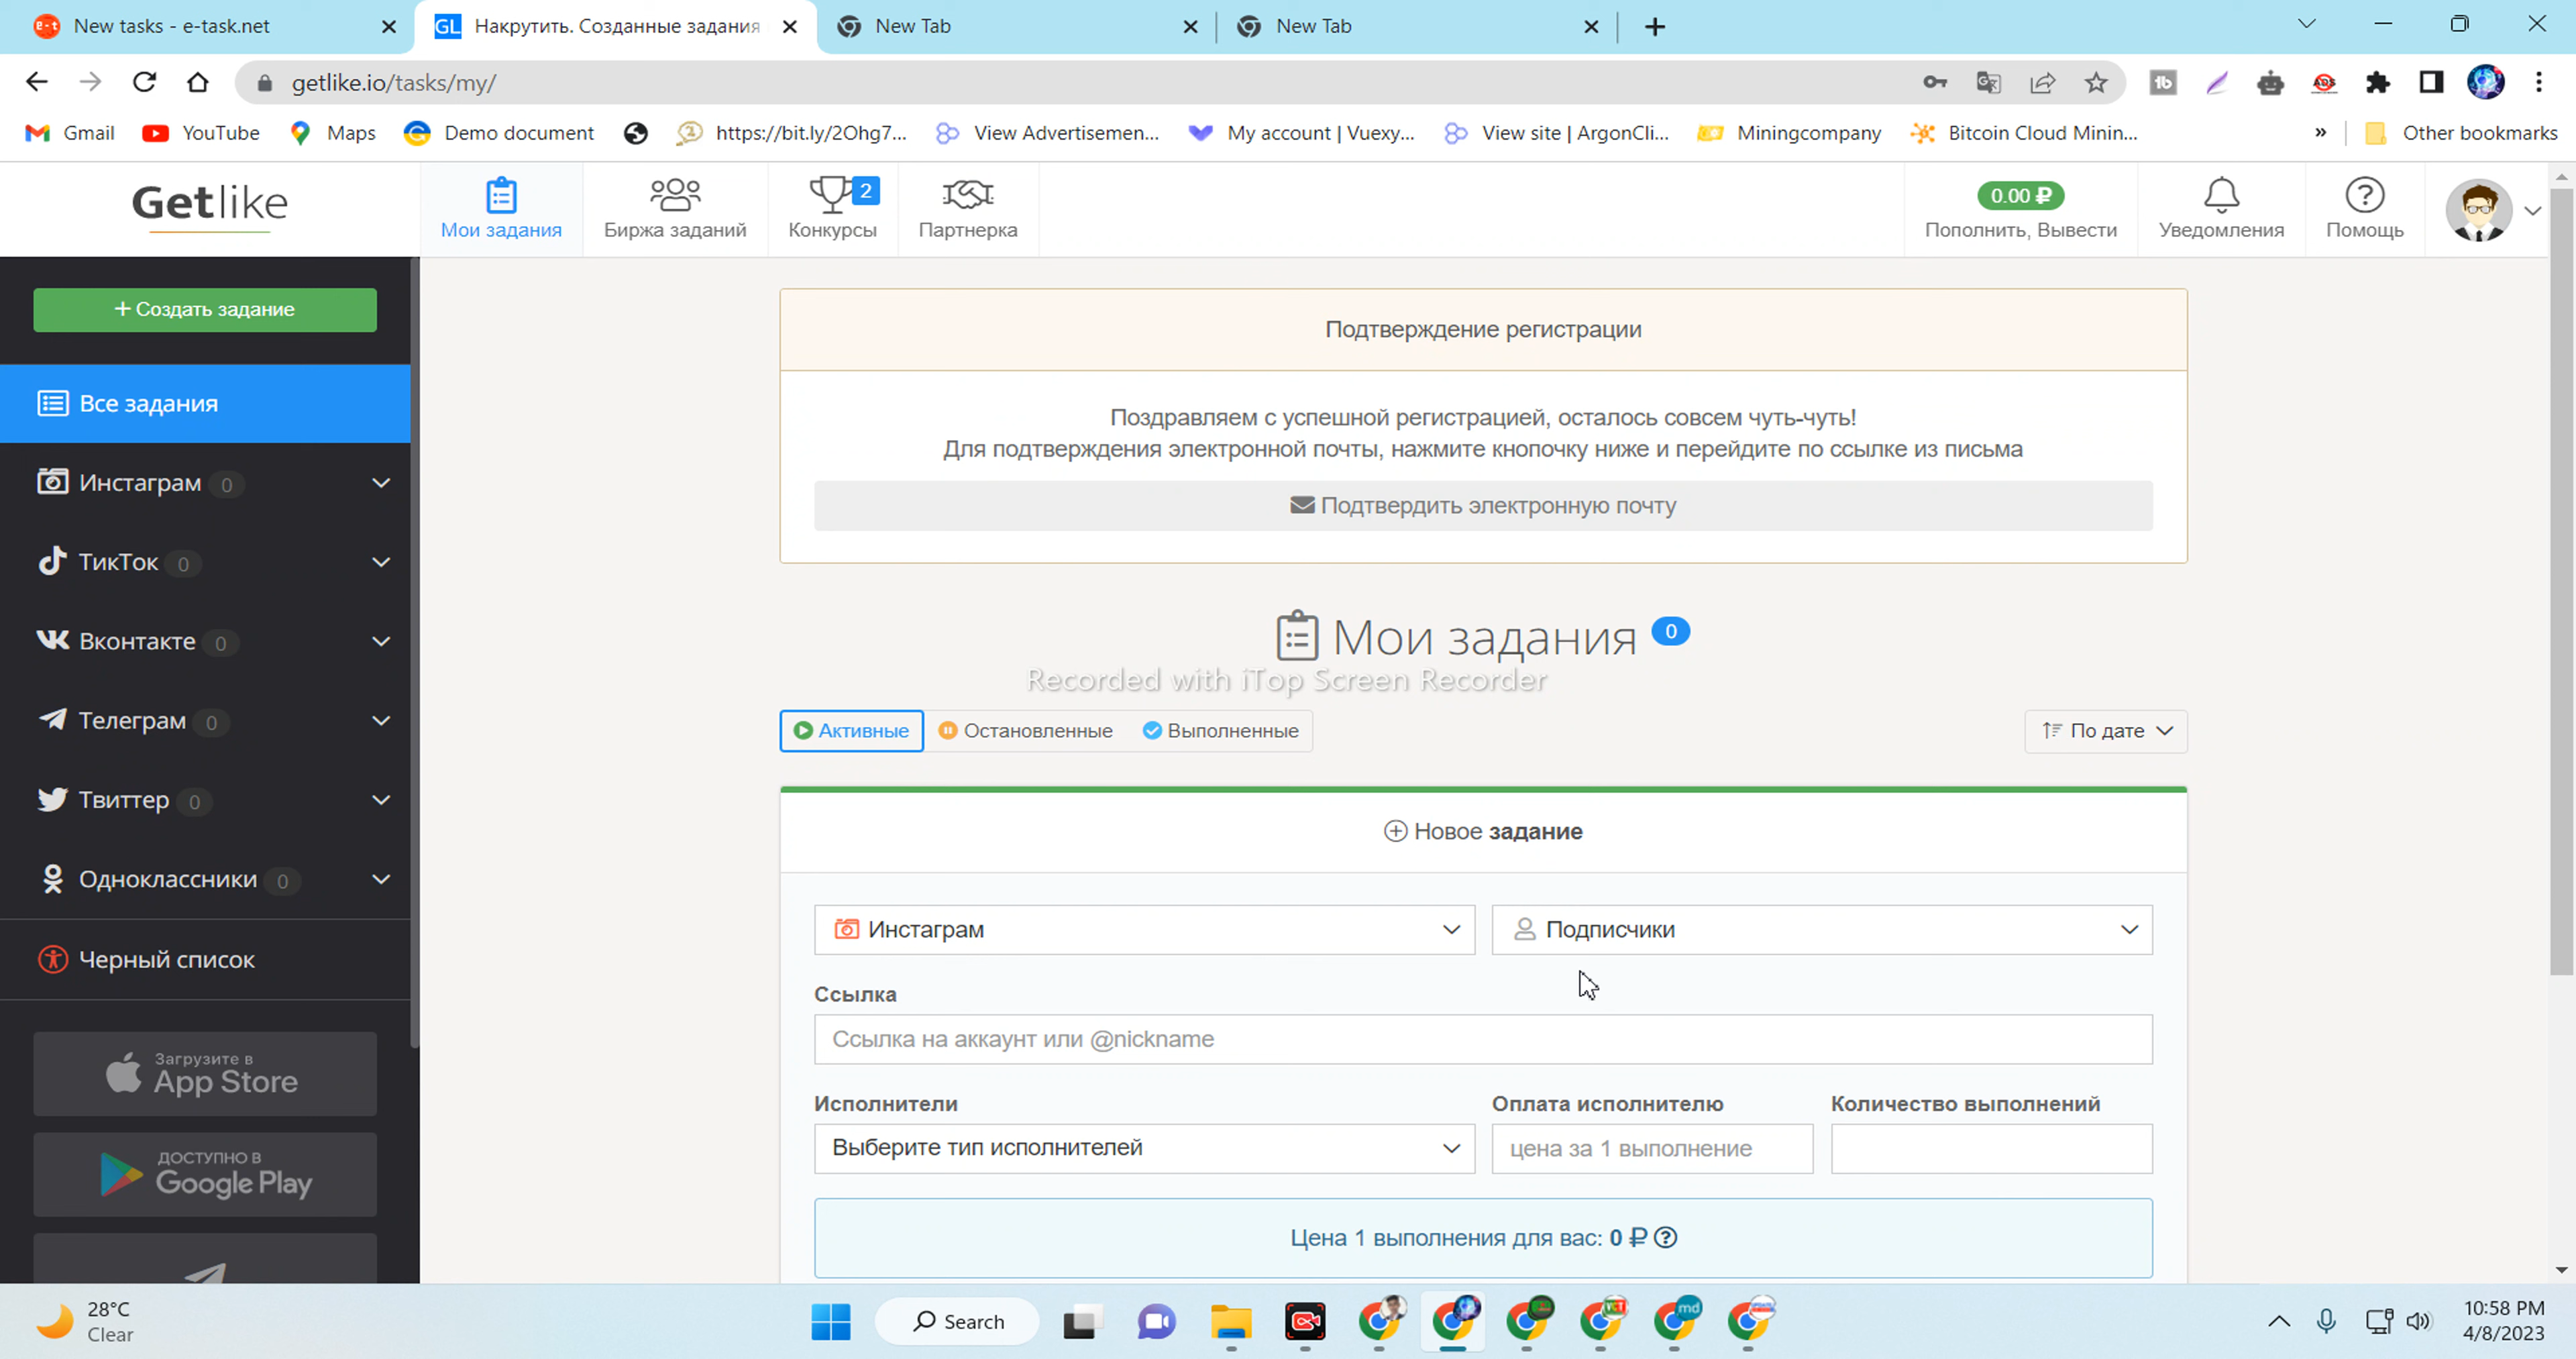 New tasks - e-task.net
Накрутить. Созданные задания
New Tab
New Tab
getlike.io/tasks/my/
Gmail
YouTube
Maps
Demo document
https://bit.ly/2Ohg7...
View Advertisemen...
My account | Vuexy...
View site | ArgonCli...
Miningcompany
Bitcoin Cloud Minin...
»
Other bookmarks
Getlike
Мои задания
Биржа заданий
2
Конкурсы
Партнерка
0.00 ₽
Пополнить, Вывести
Уведомления
Помощь
+ Создать задание
Все задания
Инстаграм 0
ТикТок 0
Вконтакте 0
Телеграм 0
Твиттер 0
Одноклассники 0
Черный список
Загрузите в
App Store
ДОСТУПНО В
Google Play
Подтверждение регистрации
Поздравляем с успешной регистрацией, осталось совсем чуть-чуть!
Для подтверждения электронной почты, нажмите кнопочку ниже и перейдите по ссылке из письма
Подтвердить электронную почту
Мои задания 0
Recorded with iTop Screen Recorder
Активные
Остановленные
Выполненные
По дате
Новое задание
Инстаграм
Подписчики
Ссылка
Ссылка на аккаунт или @nickname
Исполнители
Оплата исполнителю
Количество выполнений
Выберите тип исполнителей
цена за 1 выполнение
Цена 1 выполнения для вас: 0 ₽
28°C
Clear
Search
10:58 PM
4/8/2023